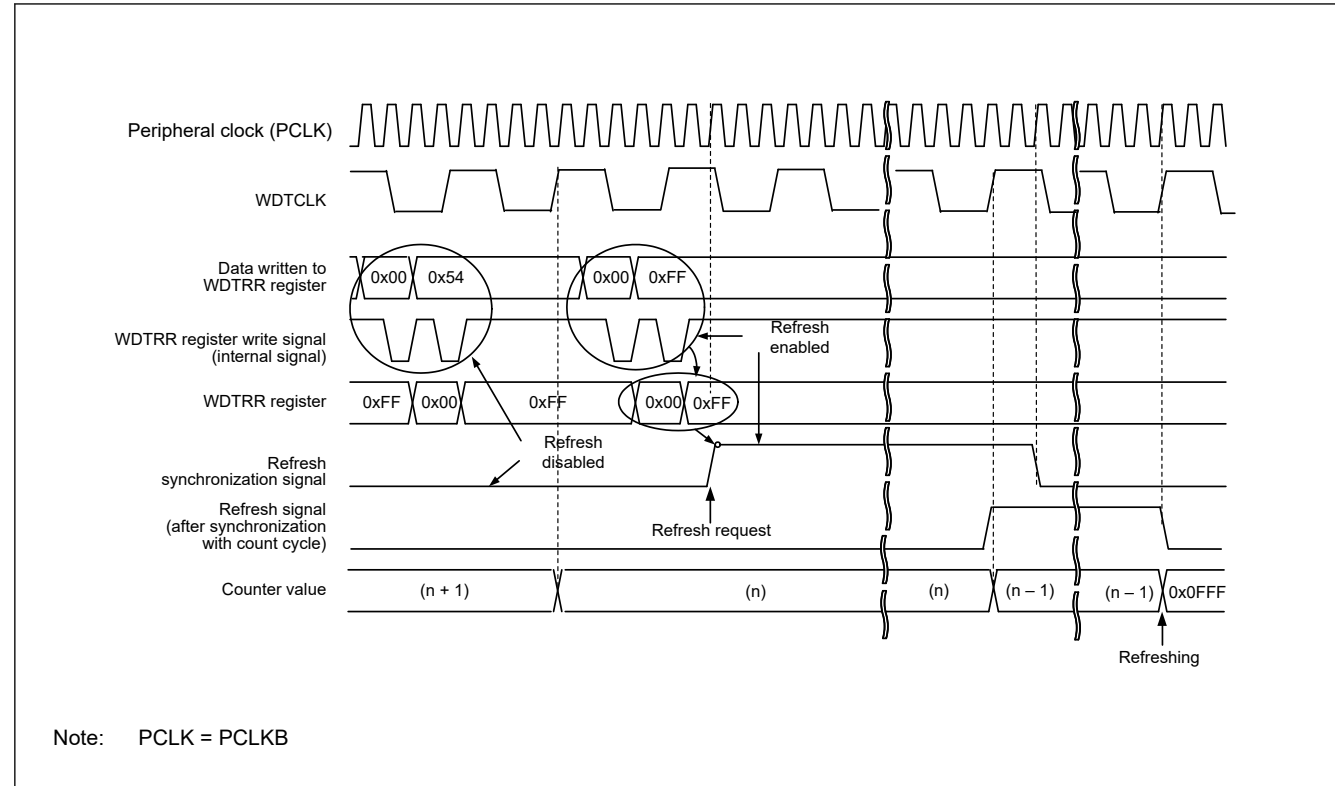 Peripheral clock (PCLK)
WDTCLK
Data written to
WDTRR register
0x00
0x54
0x00
0xFF
WDTRR register write signal
(internal signal)
Refresh
enabled
WDTRR register
0xFF
0x00
0xFF
0x00
0xFF
Refresh
disabled
Refresh
synchronization signal
Refresh signal
(after synchronization
with count cycle)
Refresh request
Counter value
(n + 1)
(n)
(n)
(n – 1)
(n – 1)
0x0FFF
Refreshing
Note: PCLK = PCLKB